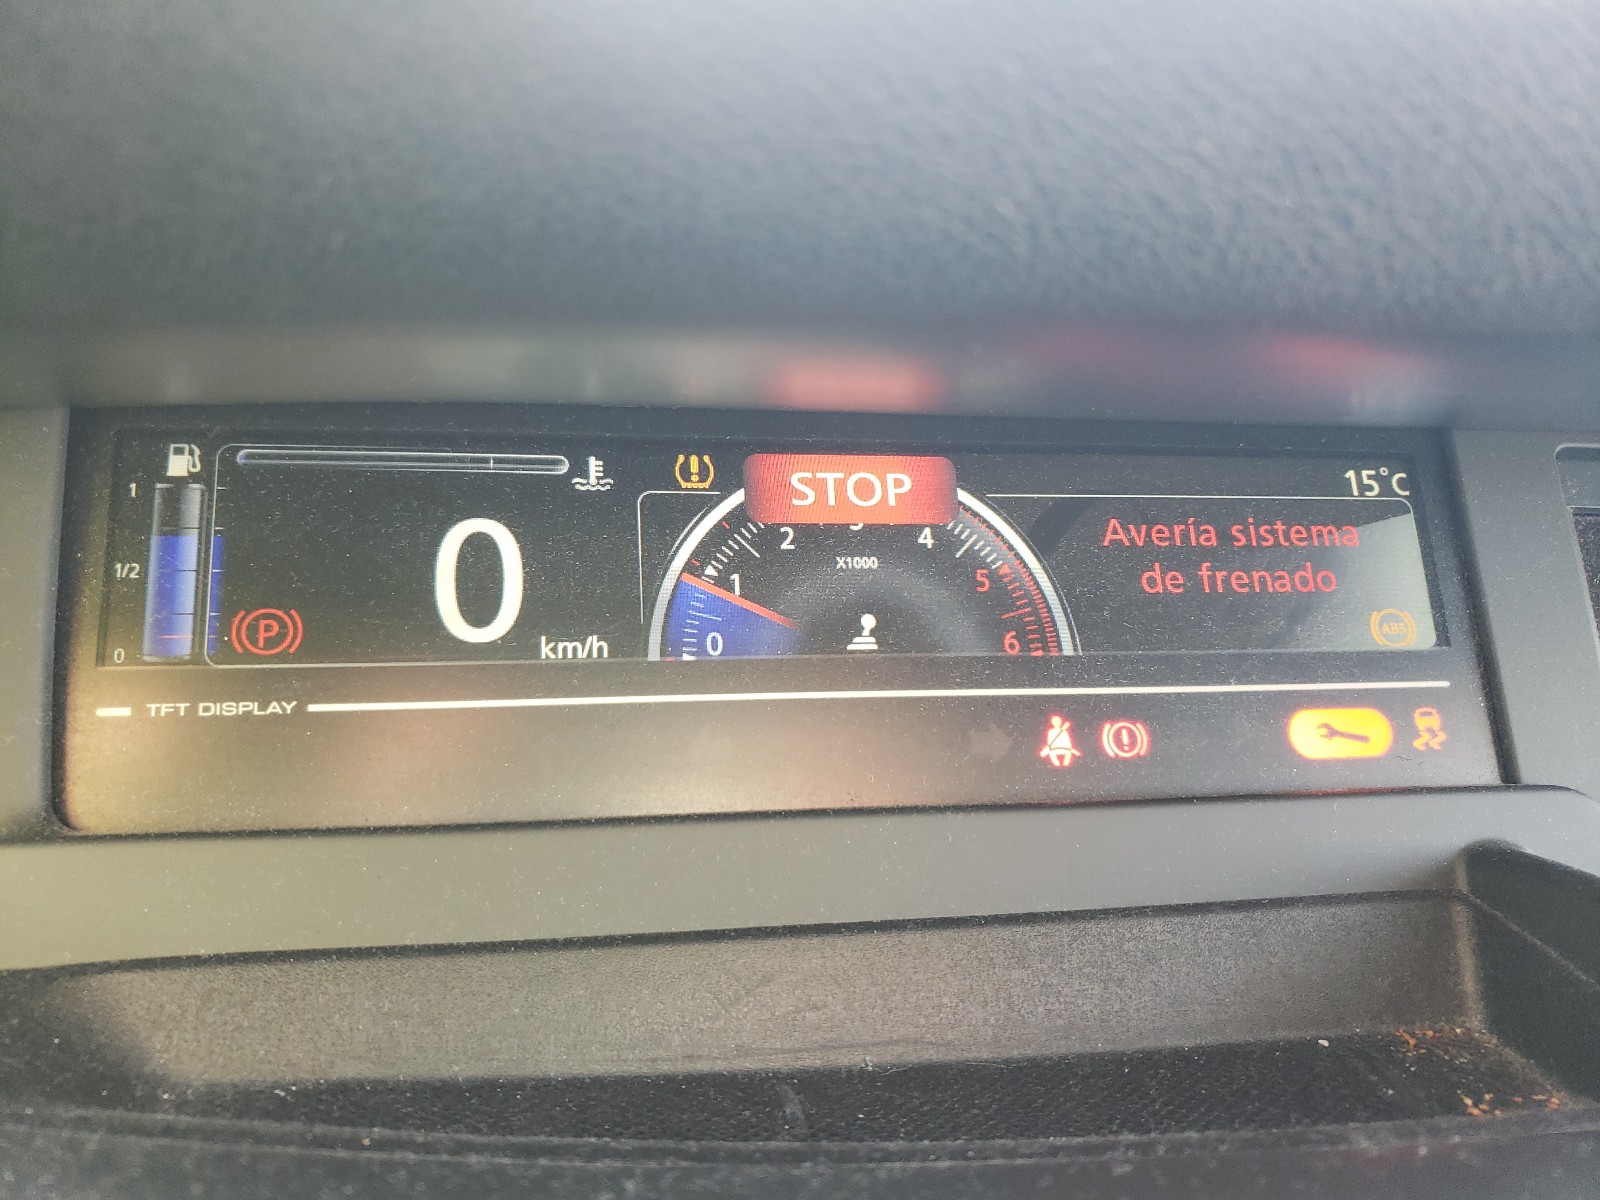 STOP
15°C
1
1/2
0
P
0
km/h
0
1
2
3
4
5
6
X1000
Avería sistema
de frenado
ABS
TFT DISPLAY